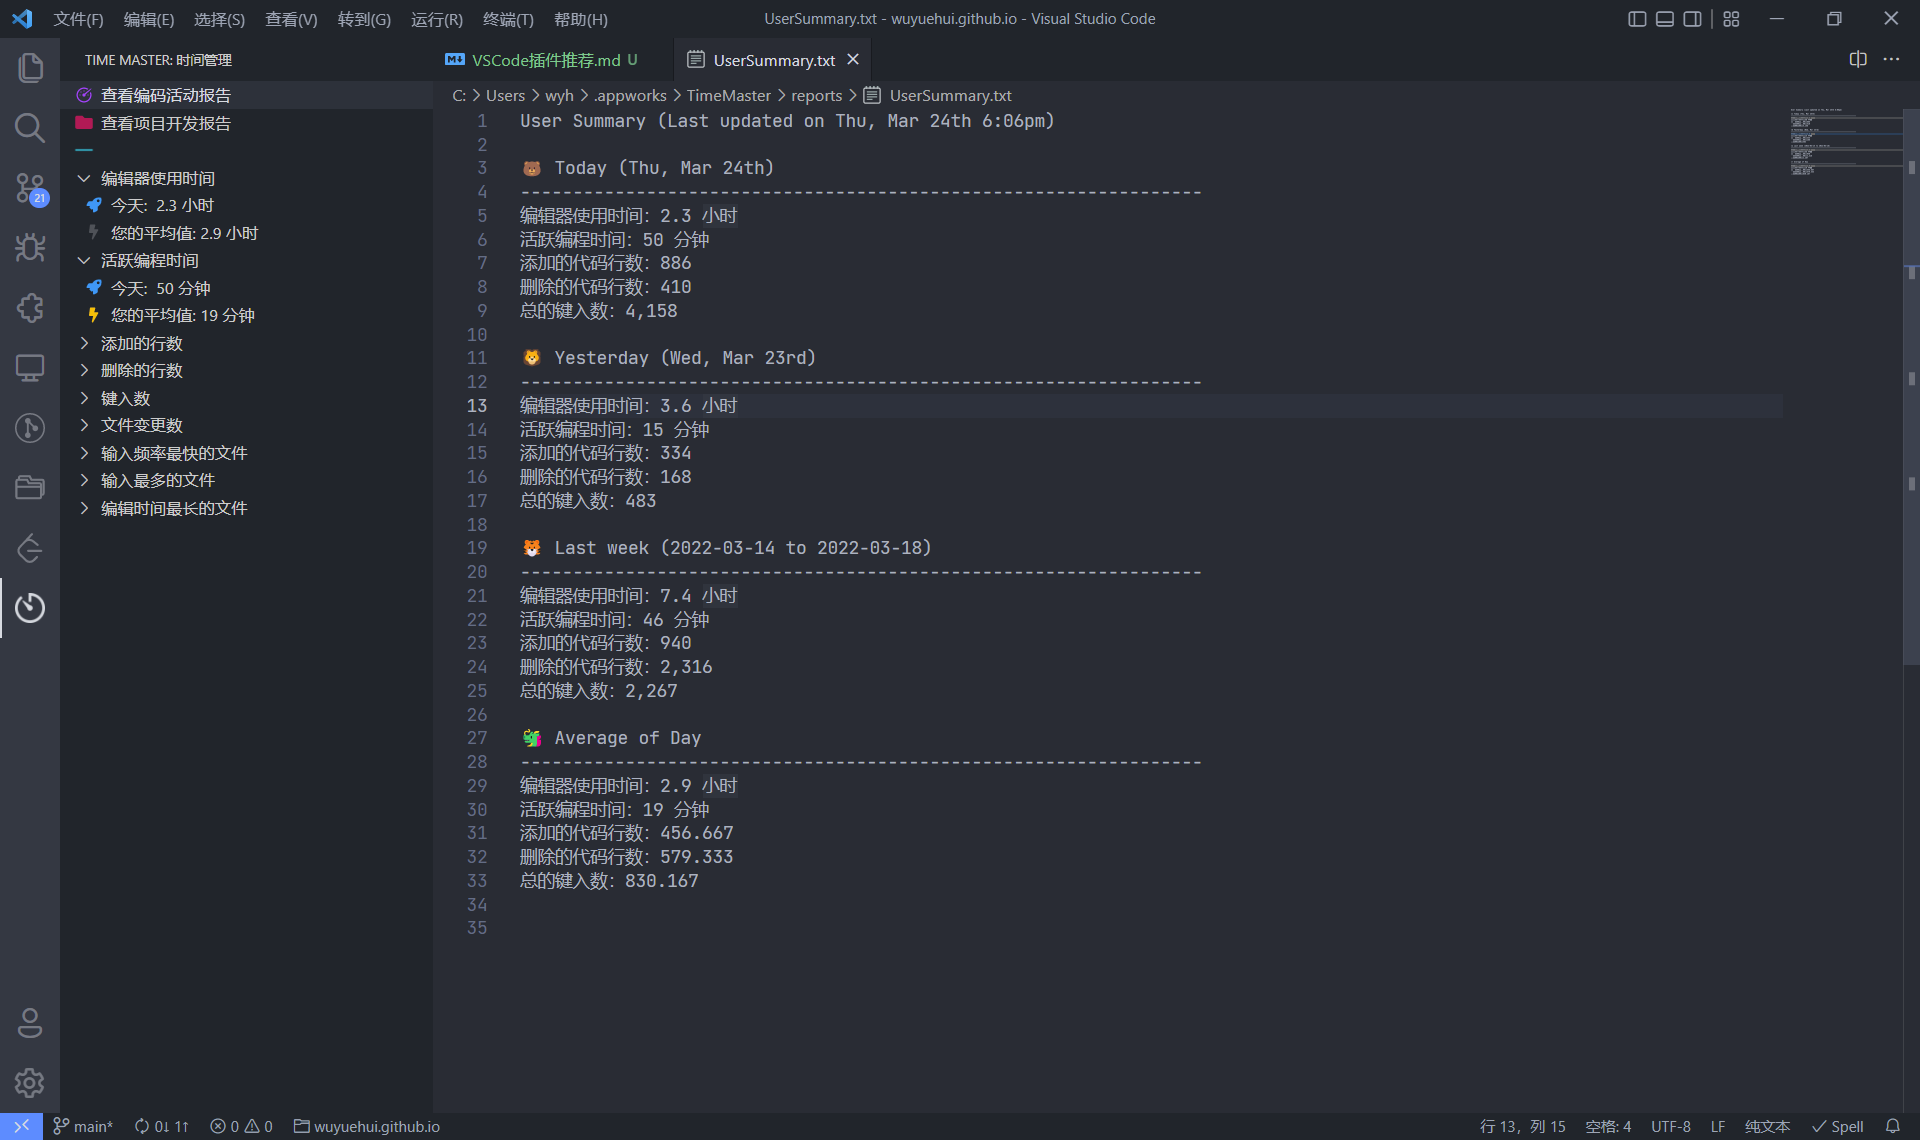 文件(F) 编辑(E) 选择(S) 查看(V) 转到(G) 运行(R) 终端(T) 帮助(H) UserSummary.txt - wuyuehui.github.io - Visual Studio Code
TIME MASTER: 时间管理
查看编码活动报告
查看项目开发报告
编辑器使用时间
今天: 2.3 小时
您的平均值: 2.9 小时
活跃编程时间
今天: 50 分钟
您的平均值: 19 分钟
添加的行数
删除的行数
键入数
文件变更数
输入频率最快的文件
输入最多的文件
编辑时间最长的文件
21
VSCode插件推荐.md U UserSummary.txt
C: > Users > wyh > .appworks > TimeMaster > reports > UserSummary.txt
1 User Summary (Last updated on Thu, Mar 24th 6:06pm)
2
3 🐻 Today (Thu, Mar 24th)
4 -----------------------------------------------------------------
5 编辑器使用时间: 2.3 小时
6 活跃编程时间: 50 分钟
7 添加的代码行数: 886
8 删除的代码行数: 410
9 总的键入数: 4,158
10
11 🦁 Yesterday (Wed, Mar 23rd)
12 -----------------------------------------------------------------
13 编辑器使用时间: 3.6 小时
14 活跃编程时间: 15 分钟
15 添加的代码行数: 334
16 删除的代码行数: 168
17 总的键入数: 483
18
19 🐯 Last week (2022-03-14 to 2022-03-18)
20 -----------------------------------------------------------------
21 编辑器使用时间: 7.4 小时
22 活跃编程时间: 46 分钟
23 添加的代码行数: 940
24 删除的代码行数: 2,316
25 总的键入数: 2,267
26
27 🐲 Average of Day
28 -----------------------------------------------------------------
29 编辑器使用时间: 2.9 小时
30 活跃编程时间: 19 分钟
31 添加的代码行数: 456.667
32 删除的代码行数: 579.333
33 总的键入数: 830.167
34
35
main* 0↓ 1↑ 0 0 wuyuehui.github.io 行 13，列 15 空格: 4 UTF-8 LF 纯文本 Spell